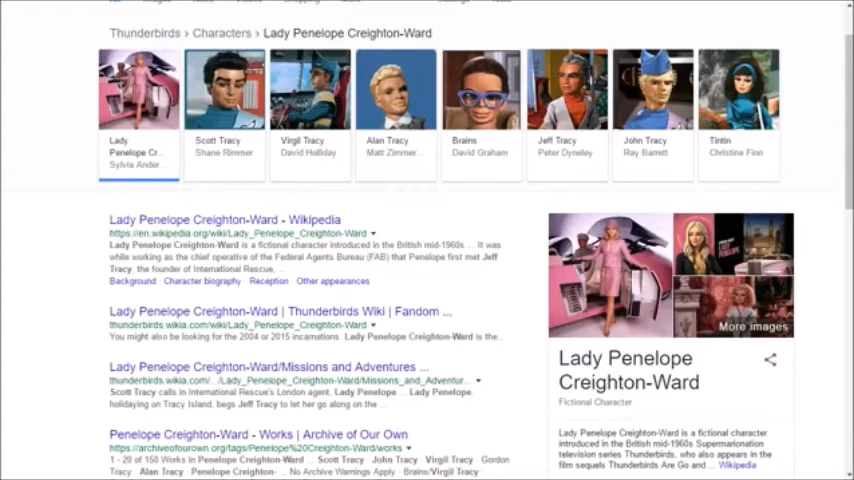 Thunderbirds › Characters › Lady Penelope Creighton-Ward
Lady
Penelope Cr...
Sylvia Ander...
Scott Tracy
Shane Rimmer
Virgil Tracy
David Holliday
Alan Tracy
Matt Zimmer...
Brains
David Graham
Jeff Tracy
Peter Dyneley
John Tracy
Ray Barrett
Tintin
Christine Finn
Lady Penelope Creighton-Ward - Wikipedia
https://en.wikipedia.org/wiki/Lady_Penelope_Creighton-Ward
Lady Penelope Creighton-Ward is a fictional character introduced in the British mid-1960s ... It was
while working as the chief operative of the Federal Agents Bureau (FAB) that Penelope first met Jeff
Tracy, the founder of International Rescue, ...
Background Character biography Reception Other appearances
Lady Penelope Creighton-Ward | Thunderbirds Wiki | Fandom ...
thunderbirds.wikia.com/wiki/Lady_Penelope_Creighton-Ward
You might also be looking for the 2004 or 2015 incarnations. Lady Penelope Creighton-Ward is the...
Lady Penelope Creighton-Ward/Missions and Adventures ...
thunderbirds.wikia.com/.../Lady_Penelope_Creighton-Ward/Missions_and_Adventur...
Scott Tracy calls in International Rescue's London agent, Lady Penelope ... Lady Penelope,
holidaying on Tracy Island, begs Jeff Tracy to let her go along on the ...
Penelope Creighton-Ward - Works | Archive of Our Own
https://archiveofourown.org/tags/Penelope%20Creighton-Ward/works
1 - 20 of 150 Works in Penelope Creighton-Ward ... Scott Tracy · John Tracy · Virgil Tracy · Gordon
Tracy · Alan Tracy · Penelope Creighton- ... No Archive Warnings Apply · Brains/Virgil Tracy
More images
Lady Penelope
Creighton-Ward
Fictional Character
Lady Penelope Creighton-Ward is a fictional character
introduced in the British mid-1960s Supermarionation
television series Thunderbirds, who also appears in the
film sequels Thunderbirds Are Go and ... Wikipedia